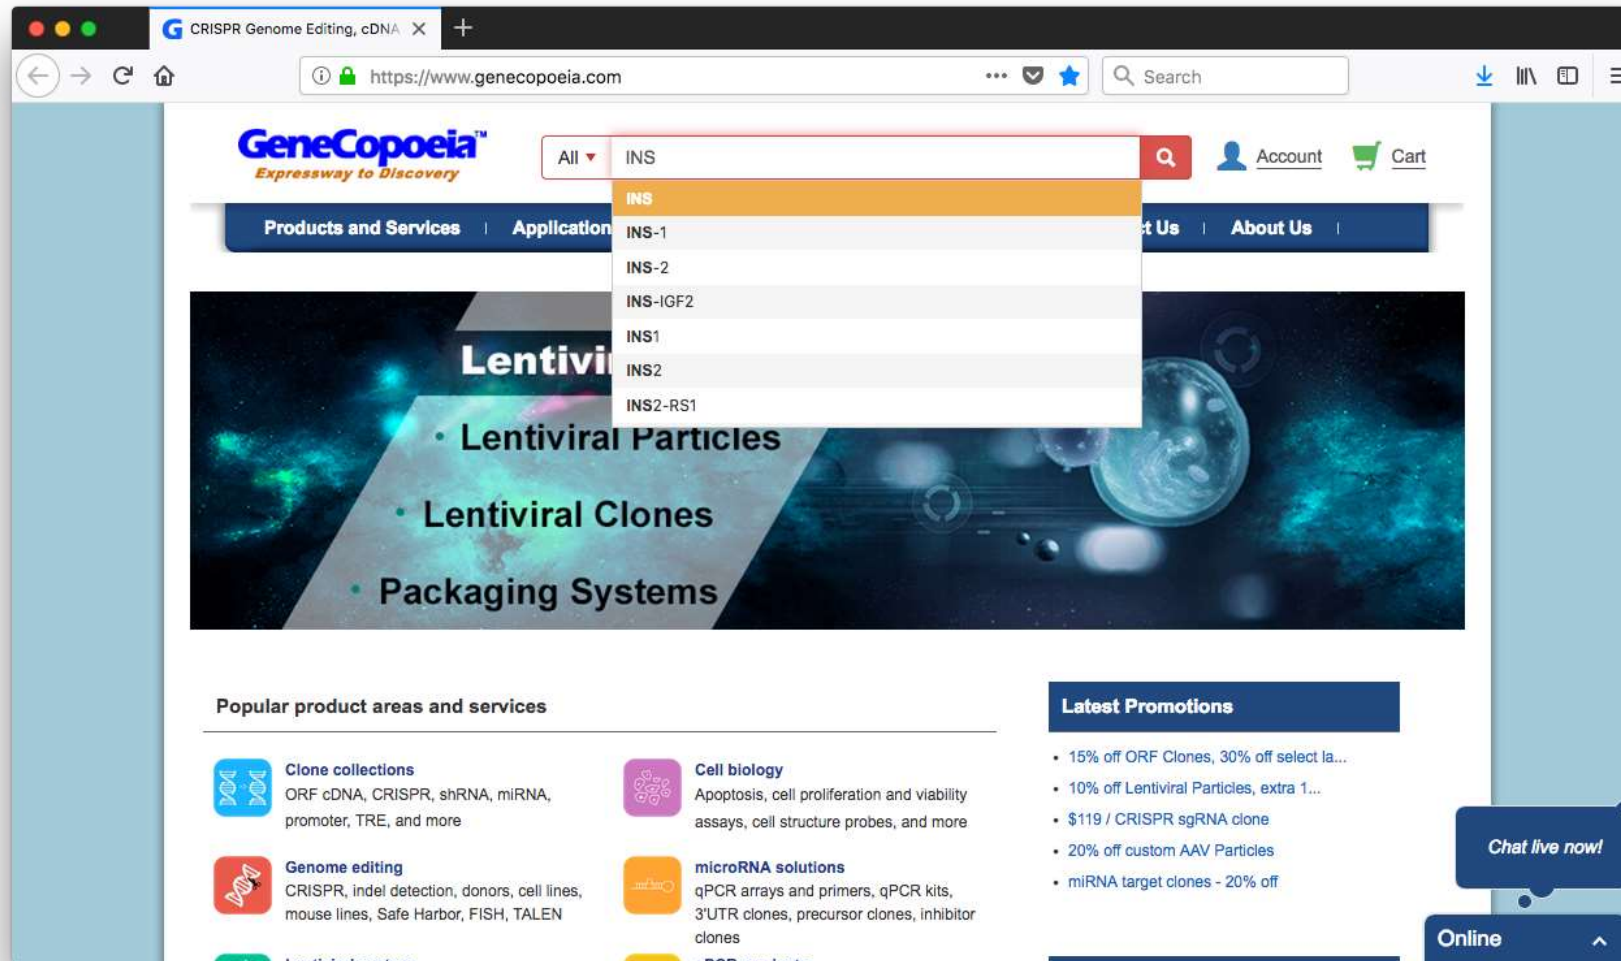 CRISPR Genome Editing, cDNA
https://www.genecopoeia.com
Search
GeneCopoeia™
Expressway to Discovery
All
INS
Account
Cart
INS
INS-1
INS-2
INS-IGF2
INS1
INS2
INS2-RS1
Products and Services
Application
t Us
About Us
Lentivi
• Lentiviral Particles
• Lentiviral Clones
• Packaging Systems
Popular product areas and services
Clone collections
ORF cDNA, CRISPR, shRNA, miRNA,
promoter, TRE, and more
Cell biology
Apoptosis, cell proliferation and viability
assays, cell structure probes, and more
Genome editing
CRISPR, indel detection, donors, cell lines,
mouse lines, Safe Harbor, FISH, TALEN
microRNA solutions
qPCR arrays and primers, qPCR kits,
3'UTR clones, precursor clones, inhibitor
clones
Latest Promotions
• 15% off ORF Clones, 30% off select la...
• 10% off Lentiviral Particles, extra 1...
• $119 / CRISPR sgRNA clone
• 20% off custom AAV Particles
• miRNA target clones - 20% off
Chat live now!
Online